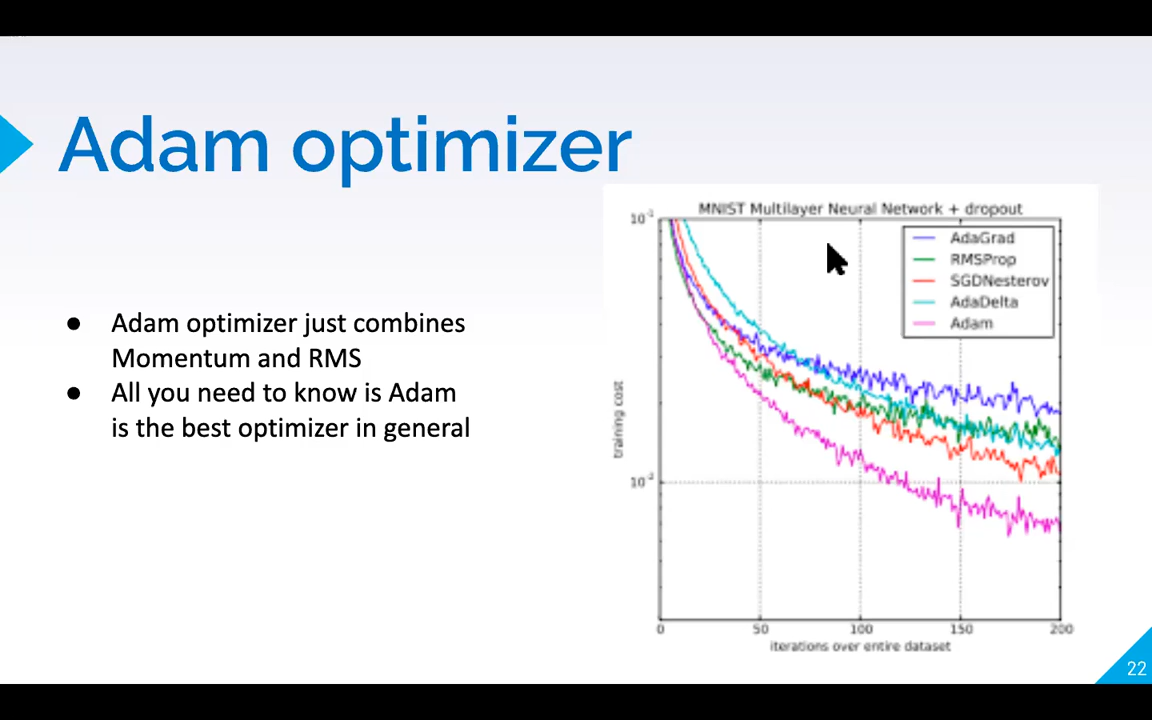 Adam optimizer
● Adam optimizer just combines
Momentum and RMS
● All you need to know is Adam
is the best optimizer in general
MNIST Multilayer Neural Network + dropout
AdaGrad
RMSProp
SGDNesterov
AdaDelta
Adam
10⁻¹
10⁻²
training cost
0 50 100 150 200
iterations over entire dataset
22